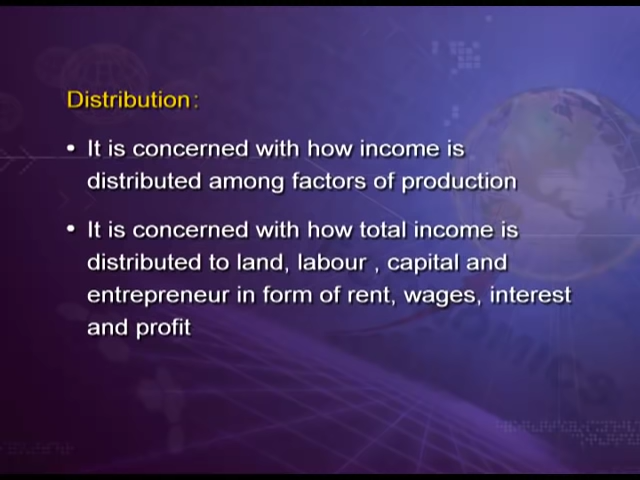 Distribution:
• It is concerned with how income is
distributed among factors of production
• It is concerned with how total income is
distributed to land, labour , capital and
entrepreneur in form of rent, wages, interest
and profit